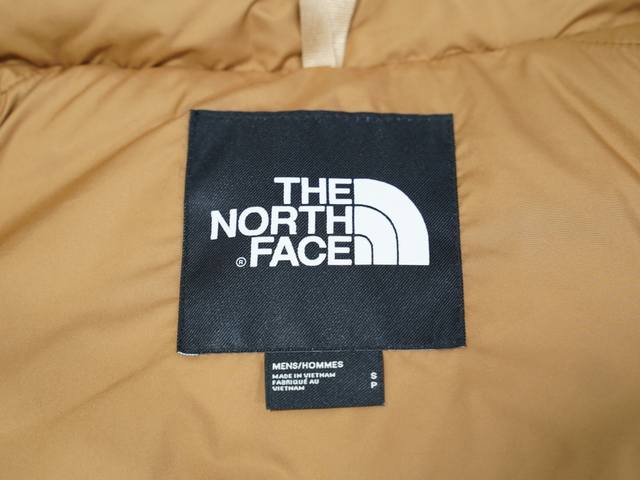 THE
NORTH
FACE
®
MENS/HOMMES
MADE IN VIETNAM
FABRIQUÉ AU
VIETNAM
S
P